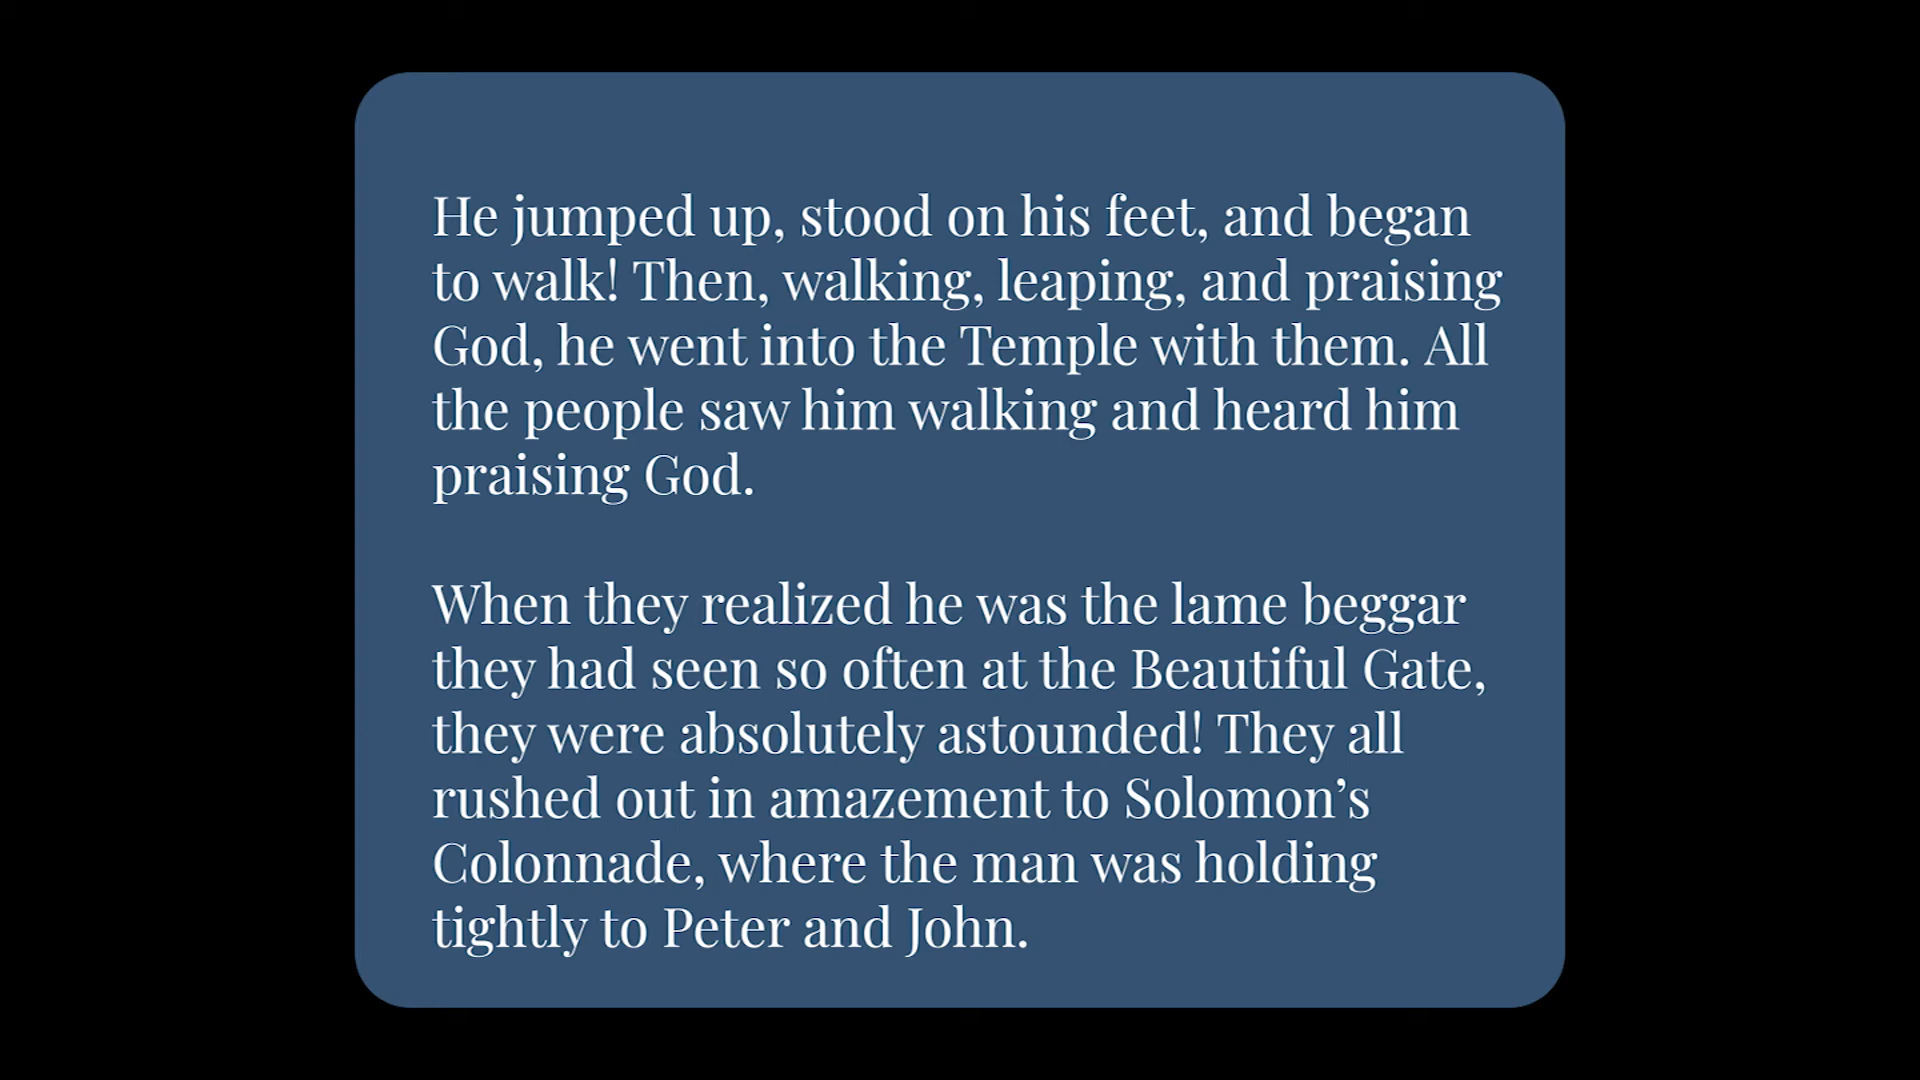 He jumped up, stood on his feet, and began
to walk! Then, walking, leaping, and praising
God, he went into the Temple with them. All
the people saw him walking and heard him
praising God.
When they realized he was the lame beggar
they had seen so often at the Beautiful Gate,
they were absolutely astounded! They all
rushed out in amazement to Solomon’s
Colonnade, where the man was holding
tightly to Peter and John.